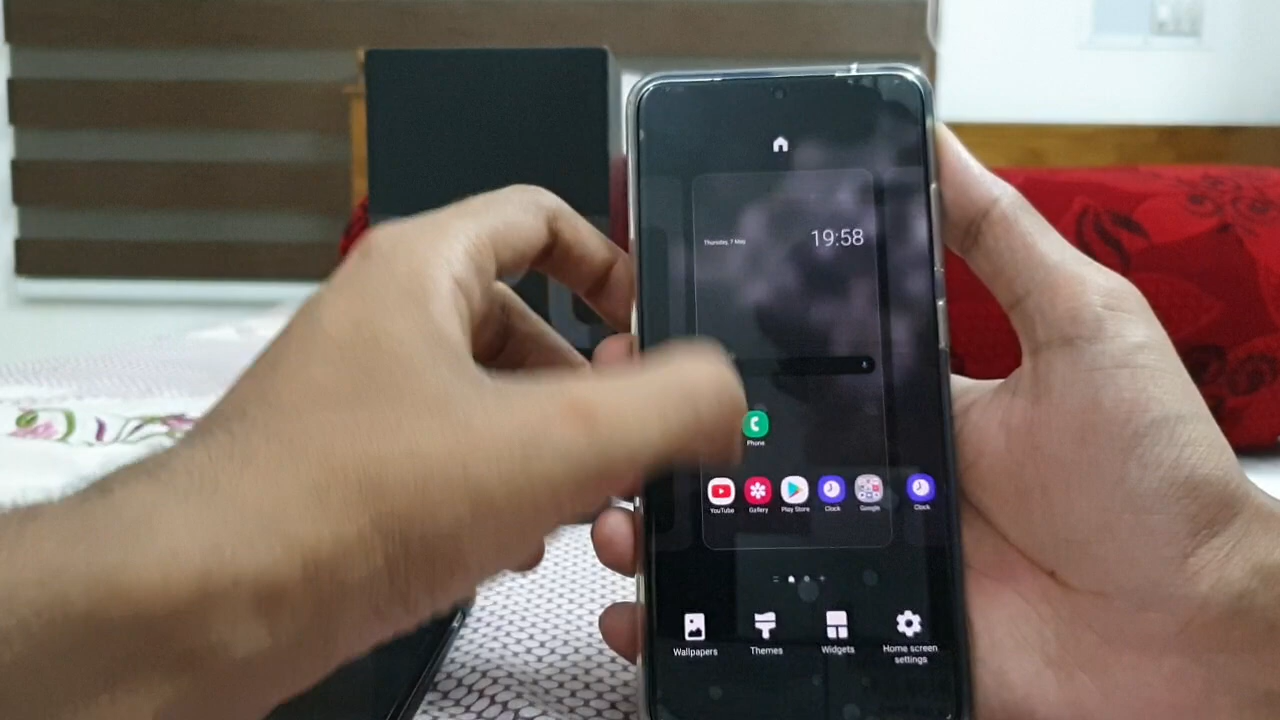 Thursday, 7 May
19:58
Phone
YouTube
Gallery
Play Store
Clock
Google
Clock
Wallpapers
Themes
Widgets
Home screen
settings